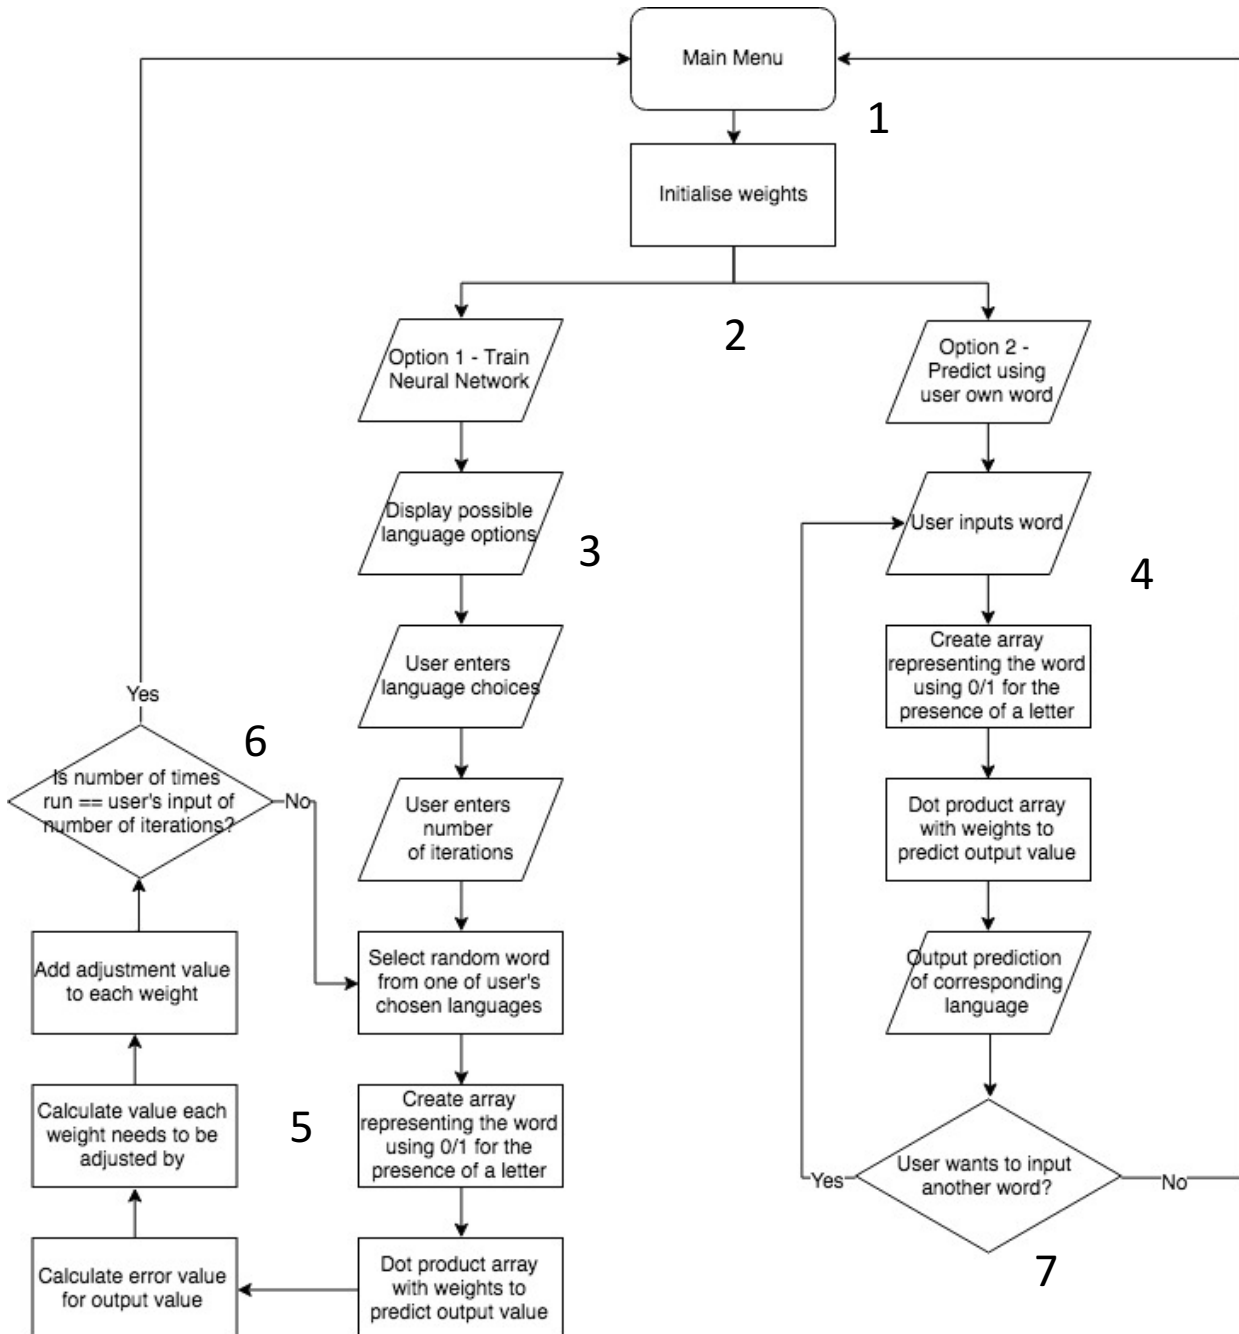 Main Menu
1
Initialise weights
2
Option 1 - Train
Neural Network
Option 2 -
Predict using
user own word
Display possible
language options
3
User inputs word
4
User enters
language choices
Create array
representing the word
using 0/1 for the
presence of a letter
Yes
6
Is number of times
run == user's input of
number of iterations?
No
User enters
number
of iterations
Dot product array
with weights to
predict output value
Add adjustment value
to each weight
Select random word
from one of user's
chosen languages
Output prediction
of corresponding
language
Calculate value each
weight needs to be
adjusted by
5
Create array
representing the word
using 0/1 for the
presence of a letter
User wants to input
another word?
Yes
No
7
Calculate error value
for output value
Dot product array
with weights to
predict output value